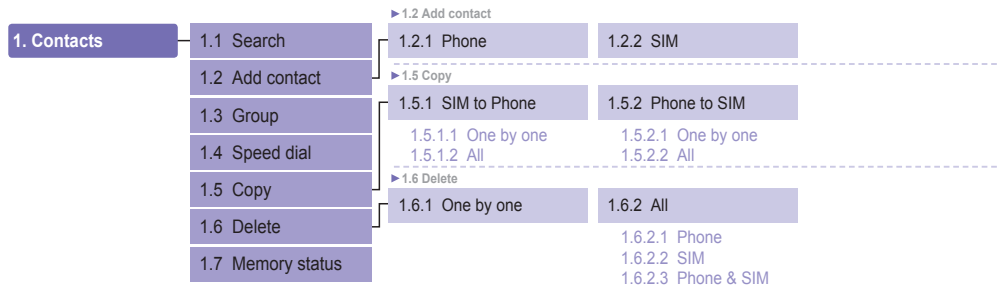 1. Contacts
1.1 Search
1.2 Add contact
1.3 Group
1.4 Speed dial
1.5 Copy
1.6 Delete
1.7 Memory status
►1.2 Add contact
1.2.1 Phone
1.2.2 SIM
►1.5 Copy
1.5.1 SIM to Phone
1.5.1.1 One by one
1.5.1.2 All
1.5.2 Phone to SIM
1.5.2.1 One by one
1.5.2.2 All
►1.6 Delete
1.6.1 One by one
1.6.2 All
1.6.2.1 Phone
1.6.2.2 SIM
1.6.2.3 Phone & SIM